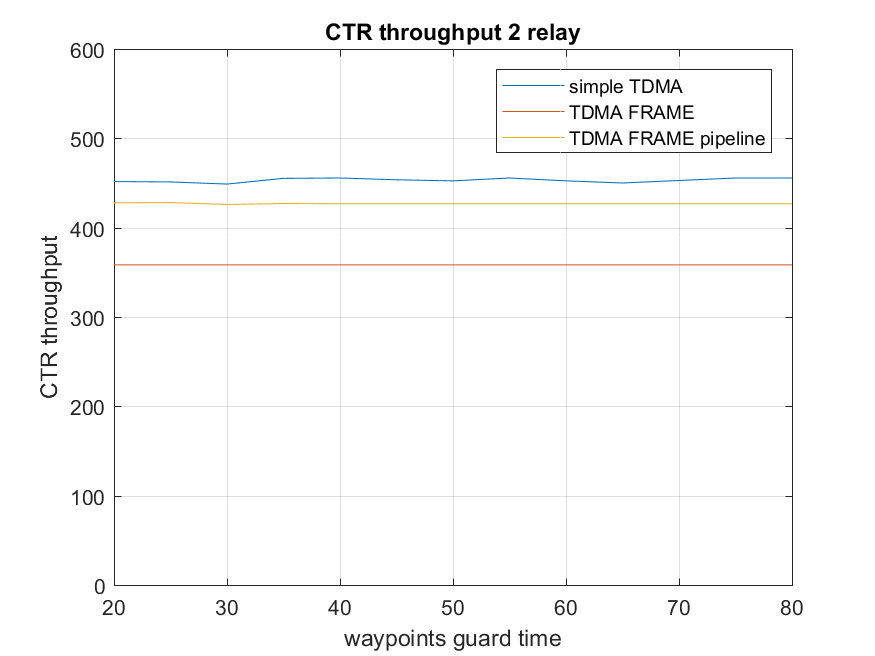 CTR throughput 2 relay
600
500
400
300
200
100
0
CTR throughput
simple TDMA
TDMA FRAME
TDMA FRAME pipeline
20 30 40 50 60 70 80
waypoints guard time